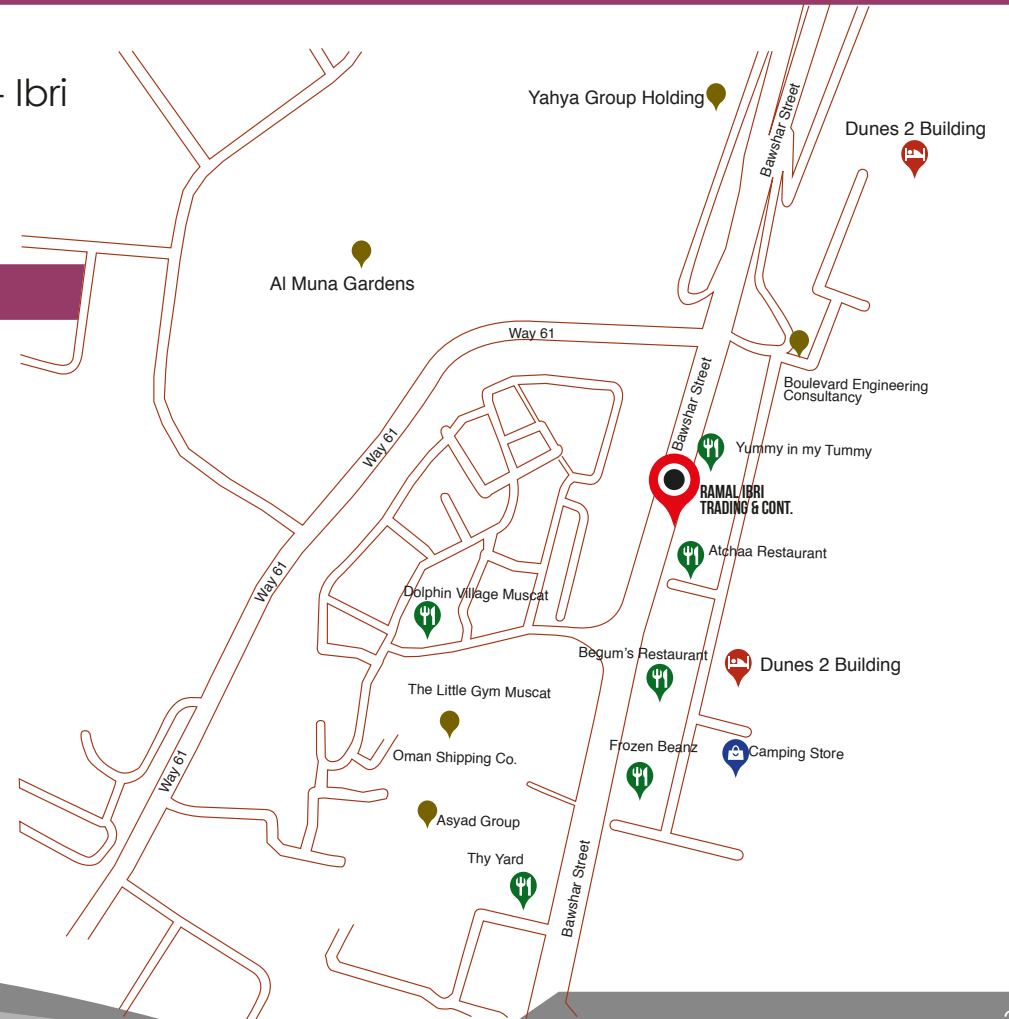 - Ibri
Yahya Group Holding
Bawshar Street
Dunes 2 Building
Al Muna Gardens
Way 61
Boulevard Engineering
Consultancy
Bawshar Street
Way 61
Yummy in my Tummy
RAMAL IBRI
TRADING & CONT.
Atchaa Restaurant
Way 61
Dolphin Village Muscat
Begum's Restaurant
Dunes 2 Building
The Little Gym Muscat
Oman Shipping Co.
Frozen Beanz
Camping Store
Way 61
Asyad Group
Thy Yard
Bawshar Street